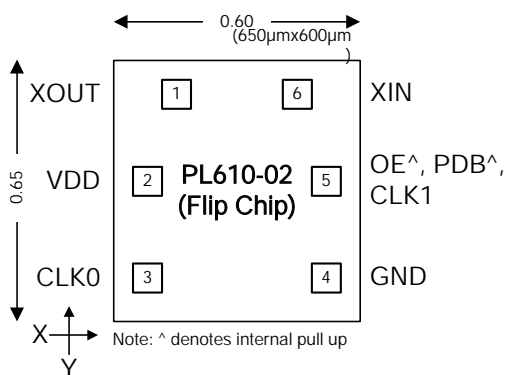 0.60
(650µmx600µm
)
XOUT
1
6
XIN
0.65
VDD
2
PL610-02
(Flip Chip)
5
OE^, PDB^,
CLK1
CLK0
3
4
GND
X
Y
Note: ^ denotes internal pull up